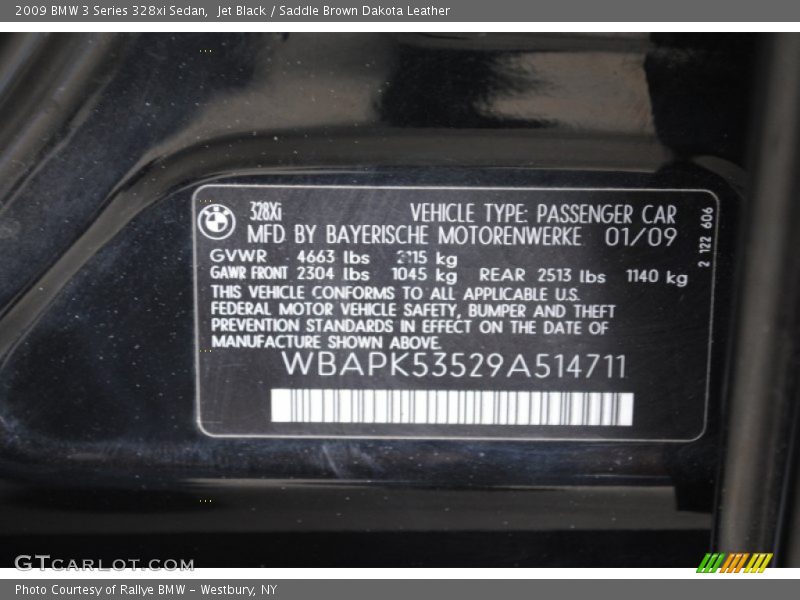 2009 BMW 3 Series 328xi Sedan, Jet Black / Saddle Brown Dakota Leather
328Xi VEHICLE TYPE: PASSENGER CAR
MFD BY BAYERISCHE MOTORENWERKE 01/09
GVWR 4663 lbs 2115 kg
GAWR FRONT 2304 lbs 1045 kg REAR 2513 lbs 1140 kg
THIS VEHICLE CONFORMS TO ALL APPLICABLE U.S.
FEDERAL MOTOR VEHICLE SAFETY, BUMPER AND THEFT
PREVENTION STANDARDS IN EFFECT ON THE DATE OF
MANUFACTURE SHOWN ABOVE.
WBAPK53529A514711
2 122 606
GTCARLOT.COM
Photo Courtesy of Rallye BMW - Westbury, NY